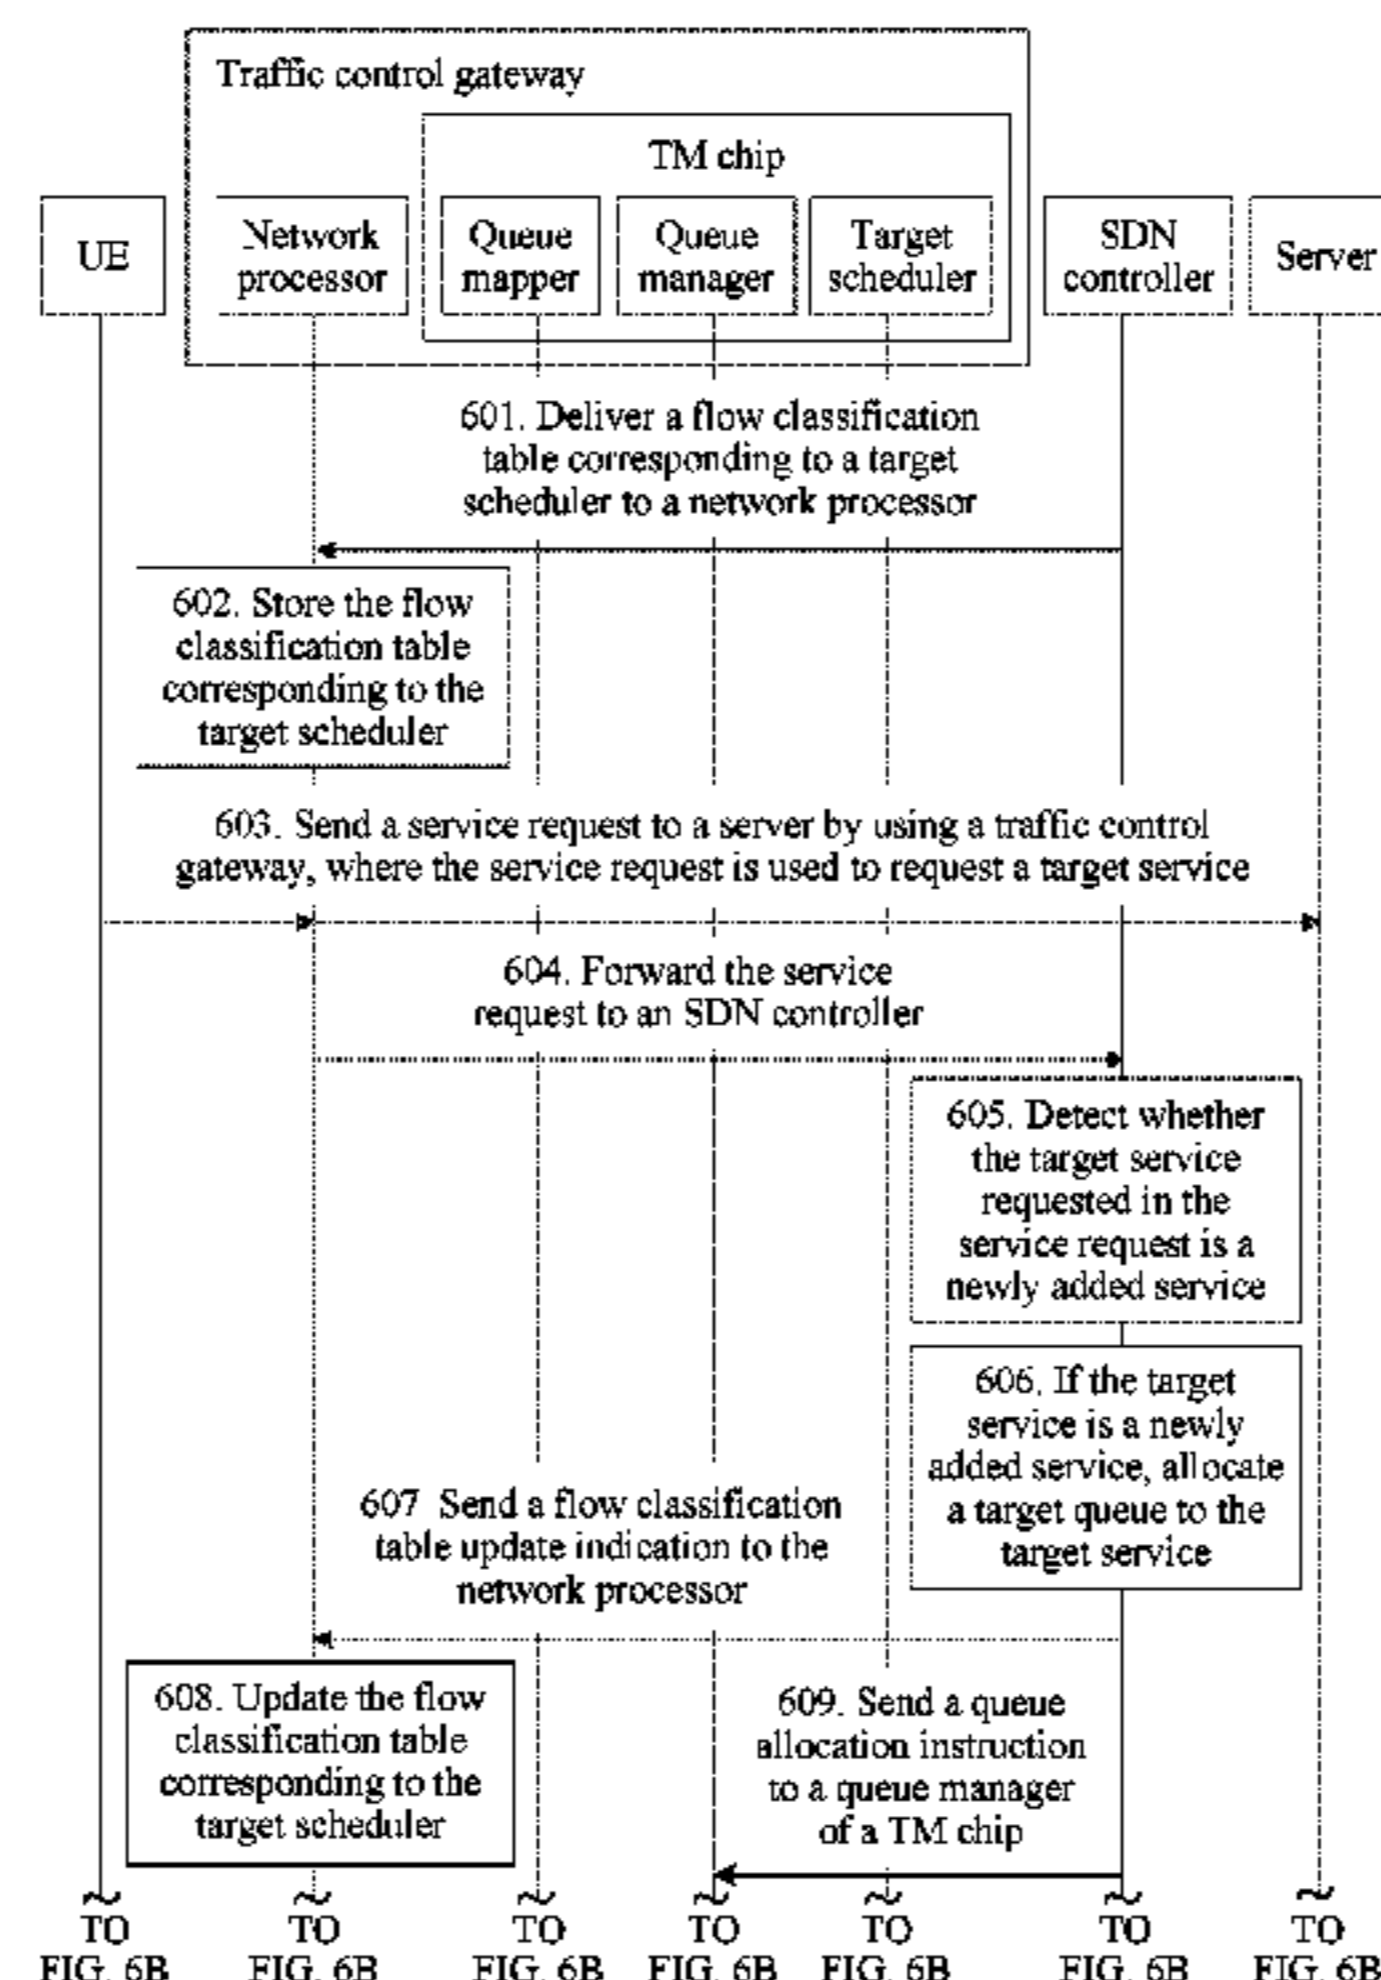 Traffic control gateway
TM chip
UE
Network
processor
Queue
mapper
Queue
manager
Target
scheduler
SDN
controller
Server
601. Deliver a flow classification
table corresponding to a target
scheduler to a network processor
602. Store the flow
classification table
corresponding to the
target scheduler
603. Send a service request to a server by using a traffic control
gateway, where the service request is used to request a target service
604. Forward the service
request to an SDN controller
605. Detect whether
the target service
requested in the
service request is a
newly added service
606. If the target
service is a newly
added service, allocate
a target queue to the
target service
607 Send a flow classification
table update indication to the
network processor
608. Update the flow
classification table
corresponding to the
target scheduler
609. Send a queue
allocation instruction
to a queue manager
of a TM chip
TO
FIG. 6B
TO
FIG. 6B
TO
FIG. 6B
TO
FIG. 6B
TO
FIG. 6B
TO
FIG. 6B
TO
FIG. 6B